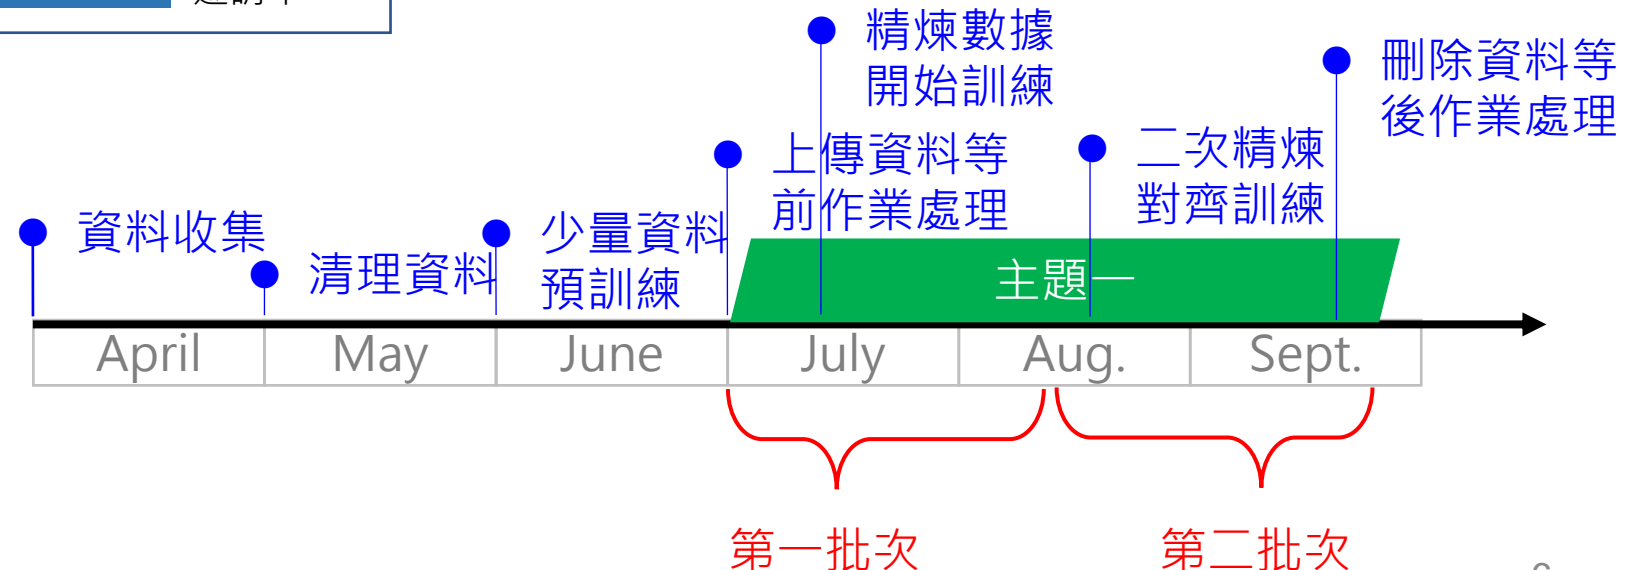 精煉數據
開始訓練
刪除資料等
後作業處理
上傳資料等
前作業處理
二次精煉
對齊訓練
資料收集
清理資料
少量資料
預訓練
主題一
April
May
June
July
Aug.
Sept.
第一批次
第二批次